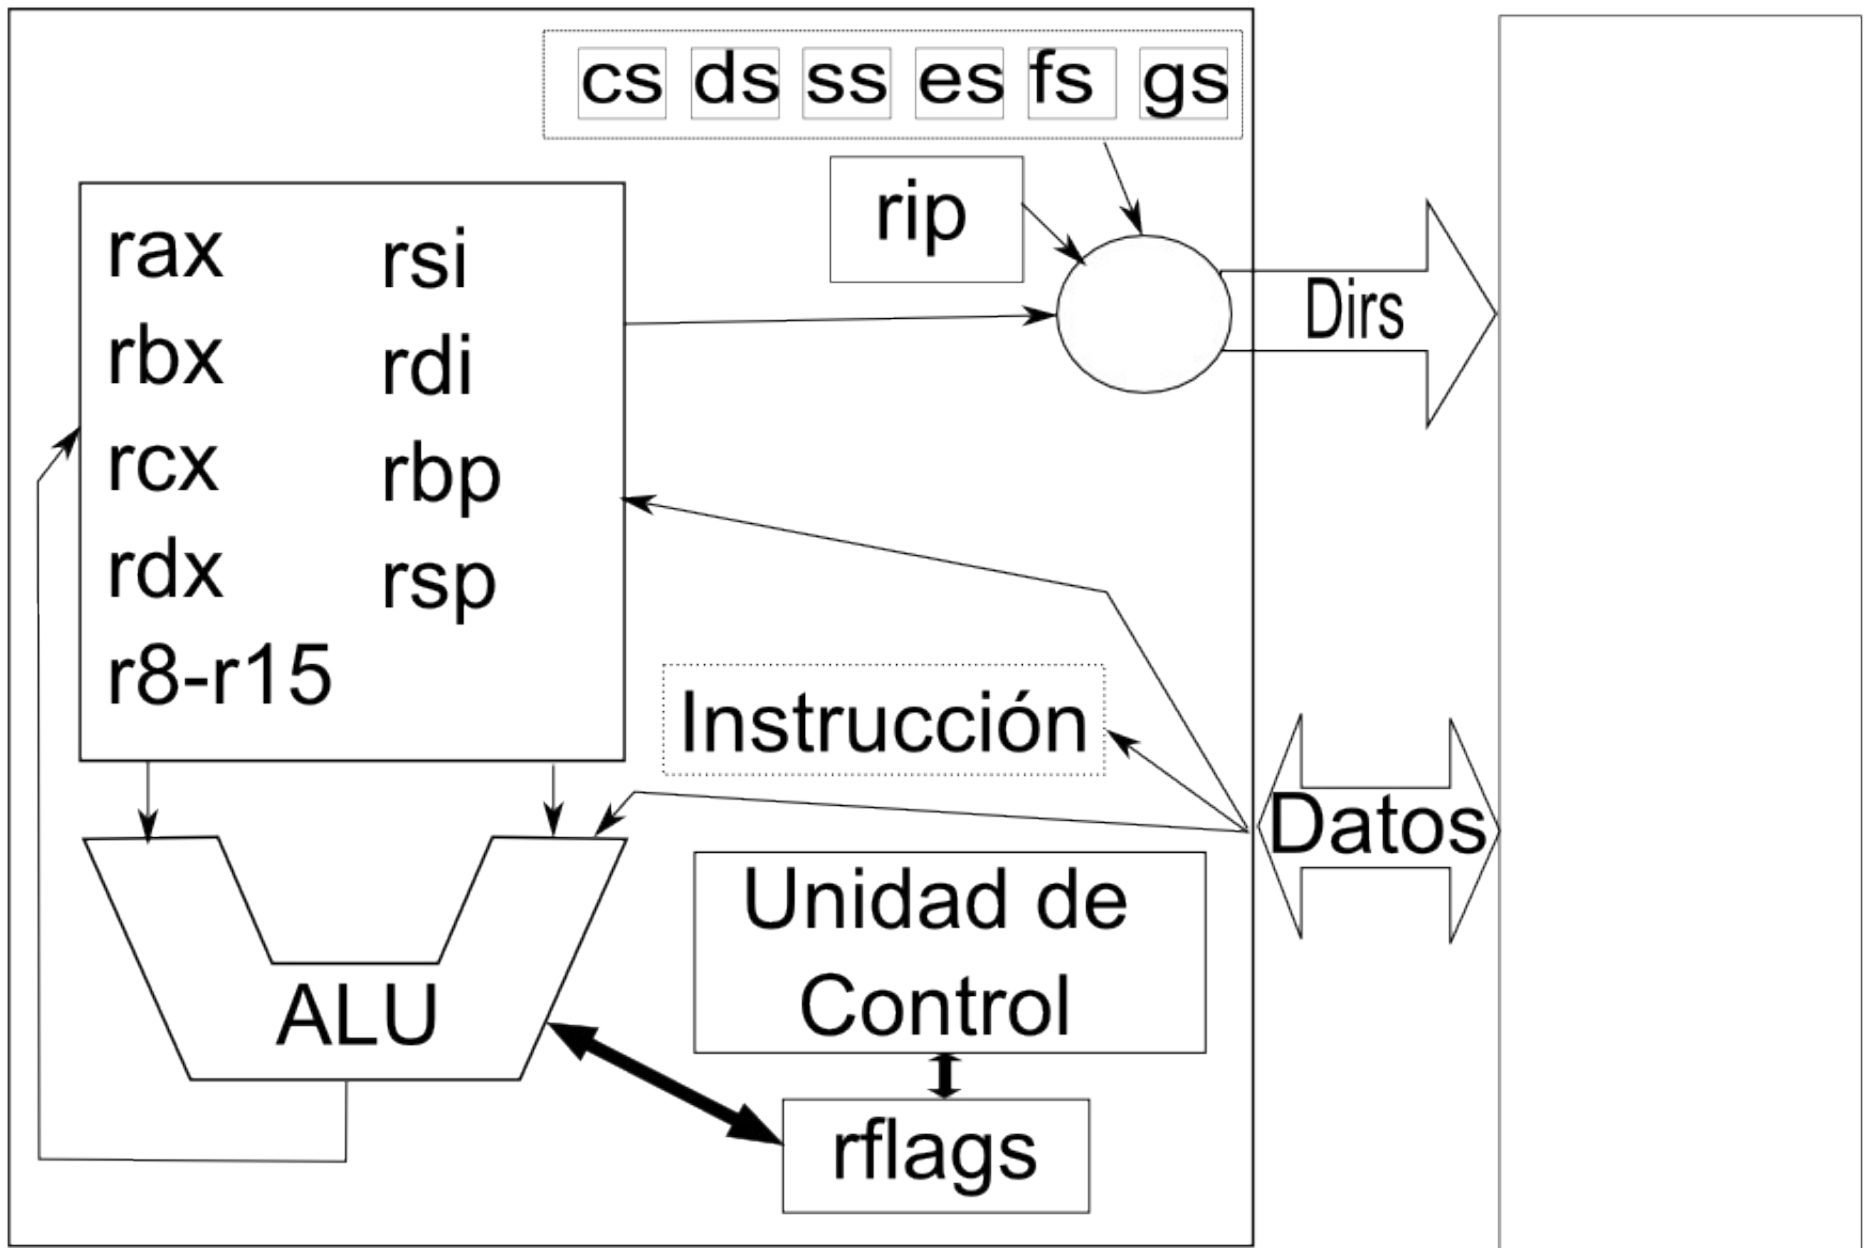 cs ds ss es fs gs
rip
rax rsi
rbx rdi
rcx rbp
rdx rsp
r8-r15
Dirs
Instrucción
Datos
Unidad de
Control
ALU
rflags